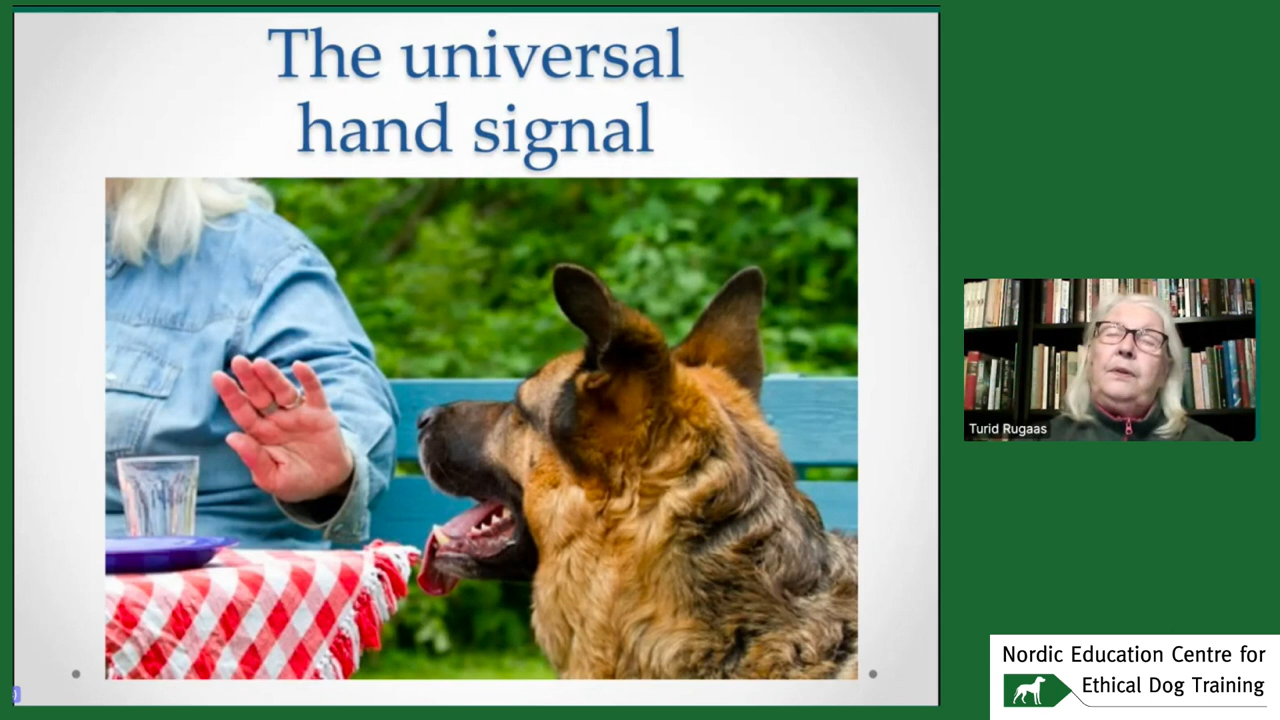 The universal
hand signal
Turid Rugaas
Nordic Education Centre for
Ethical Dog Training